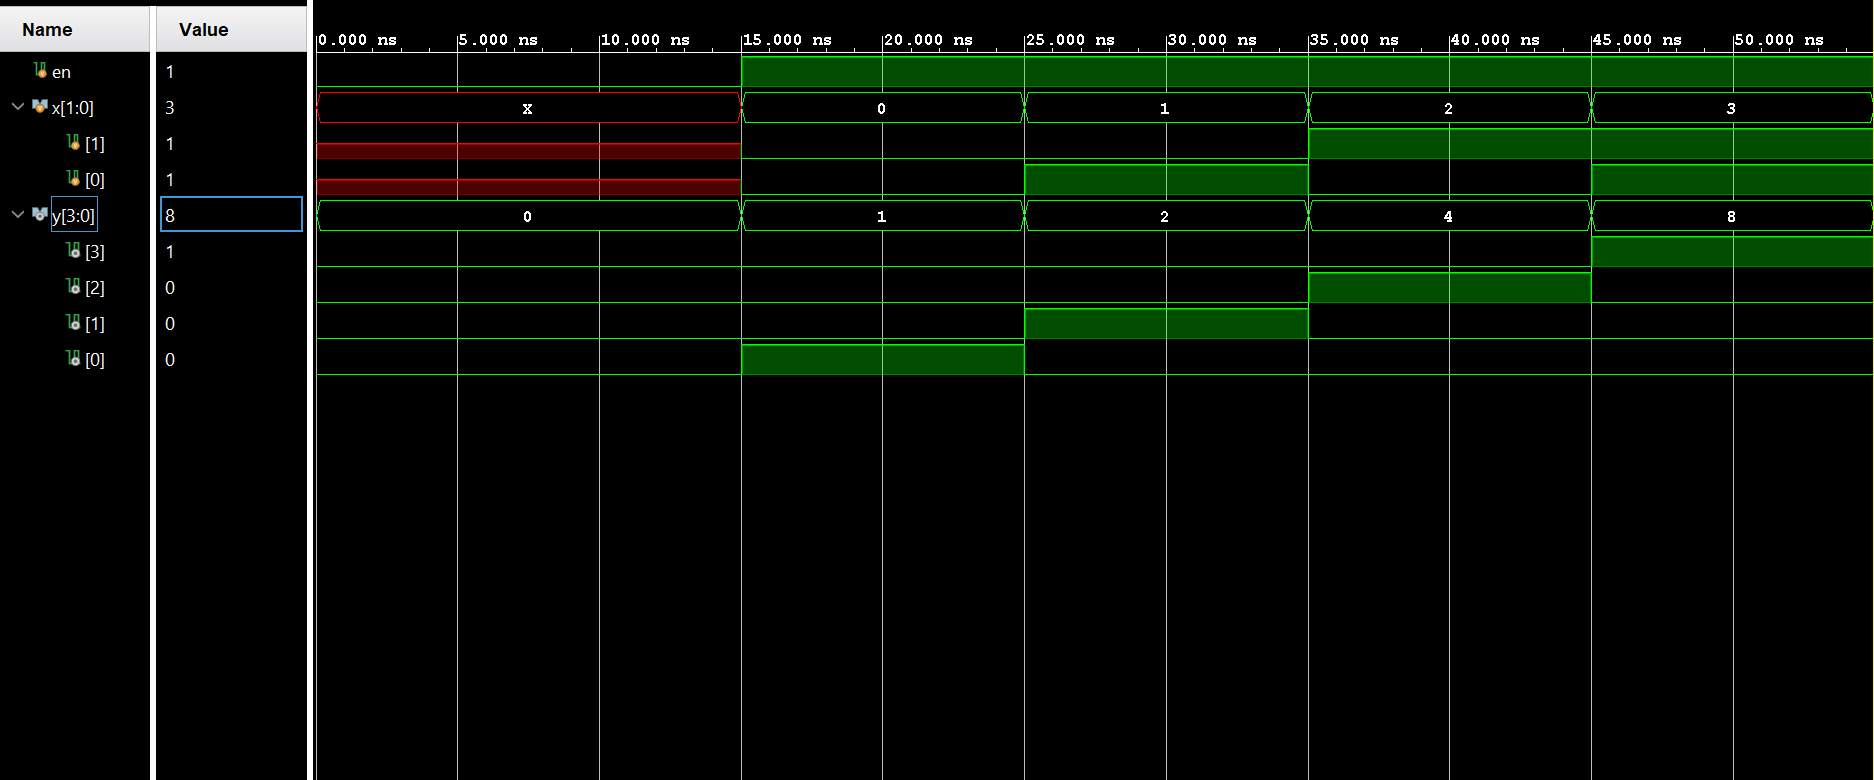 Name Value
0.000 ns 5.000 ns 10.000 ns 15.000 ns 20.000 ns 25.000 ns 30.000 ns 35.000 ns 40.000 ns 45.000 ns 50.000 ns
en 1
x[1:0] 3 X 0 1 2 3
[1] 1
[0] 1
y[3:0] 8 0 1 2 4 8
[3] 1
[2] 0
[1] 0
[0] 0